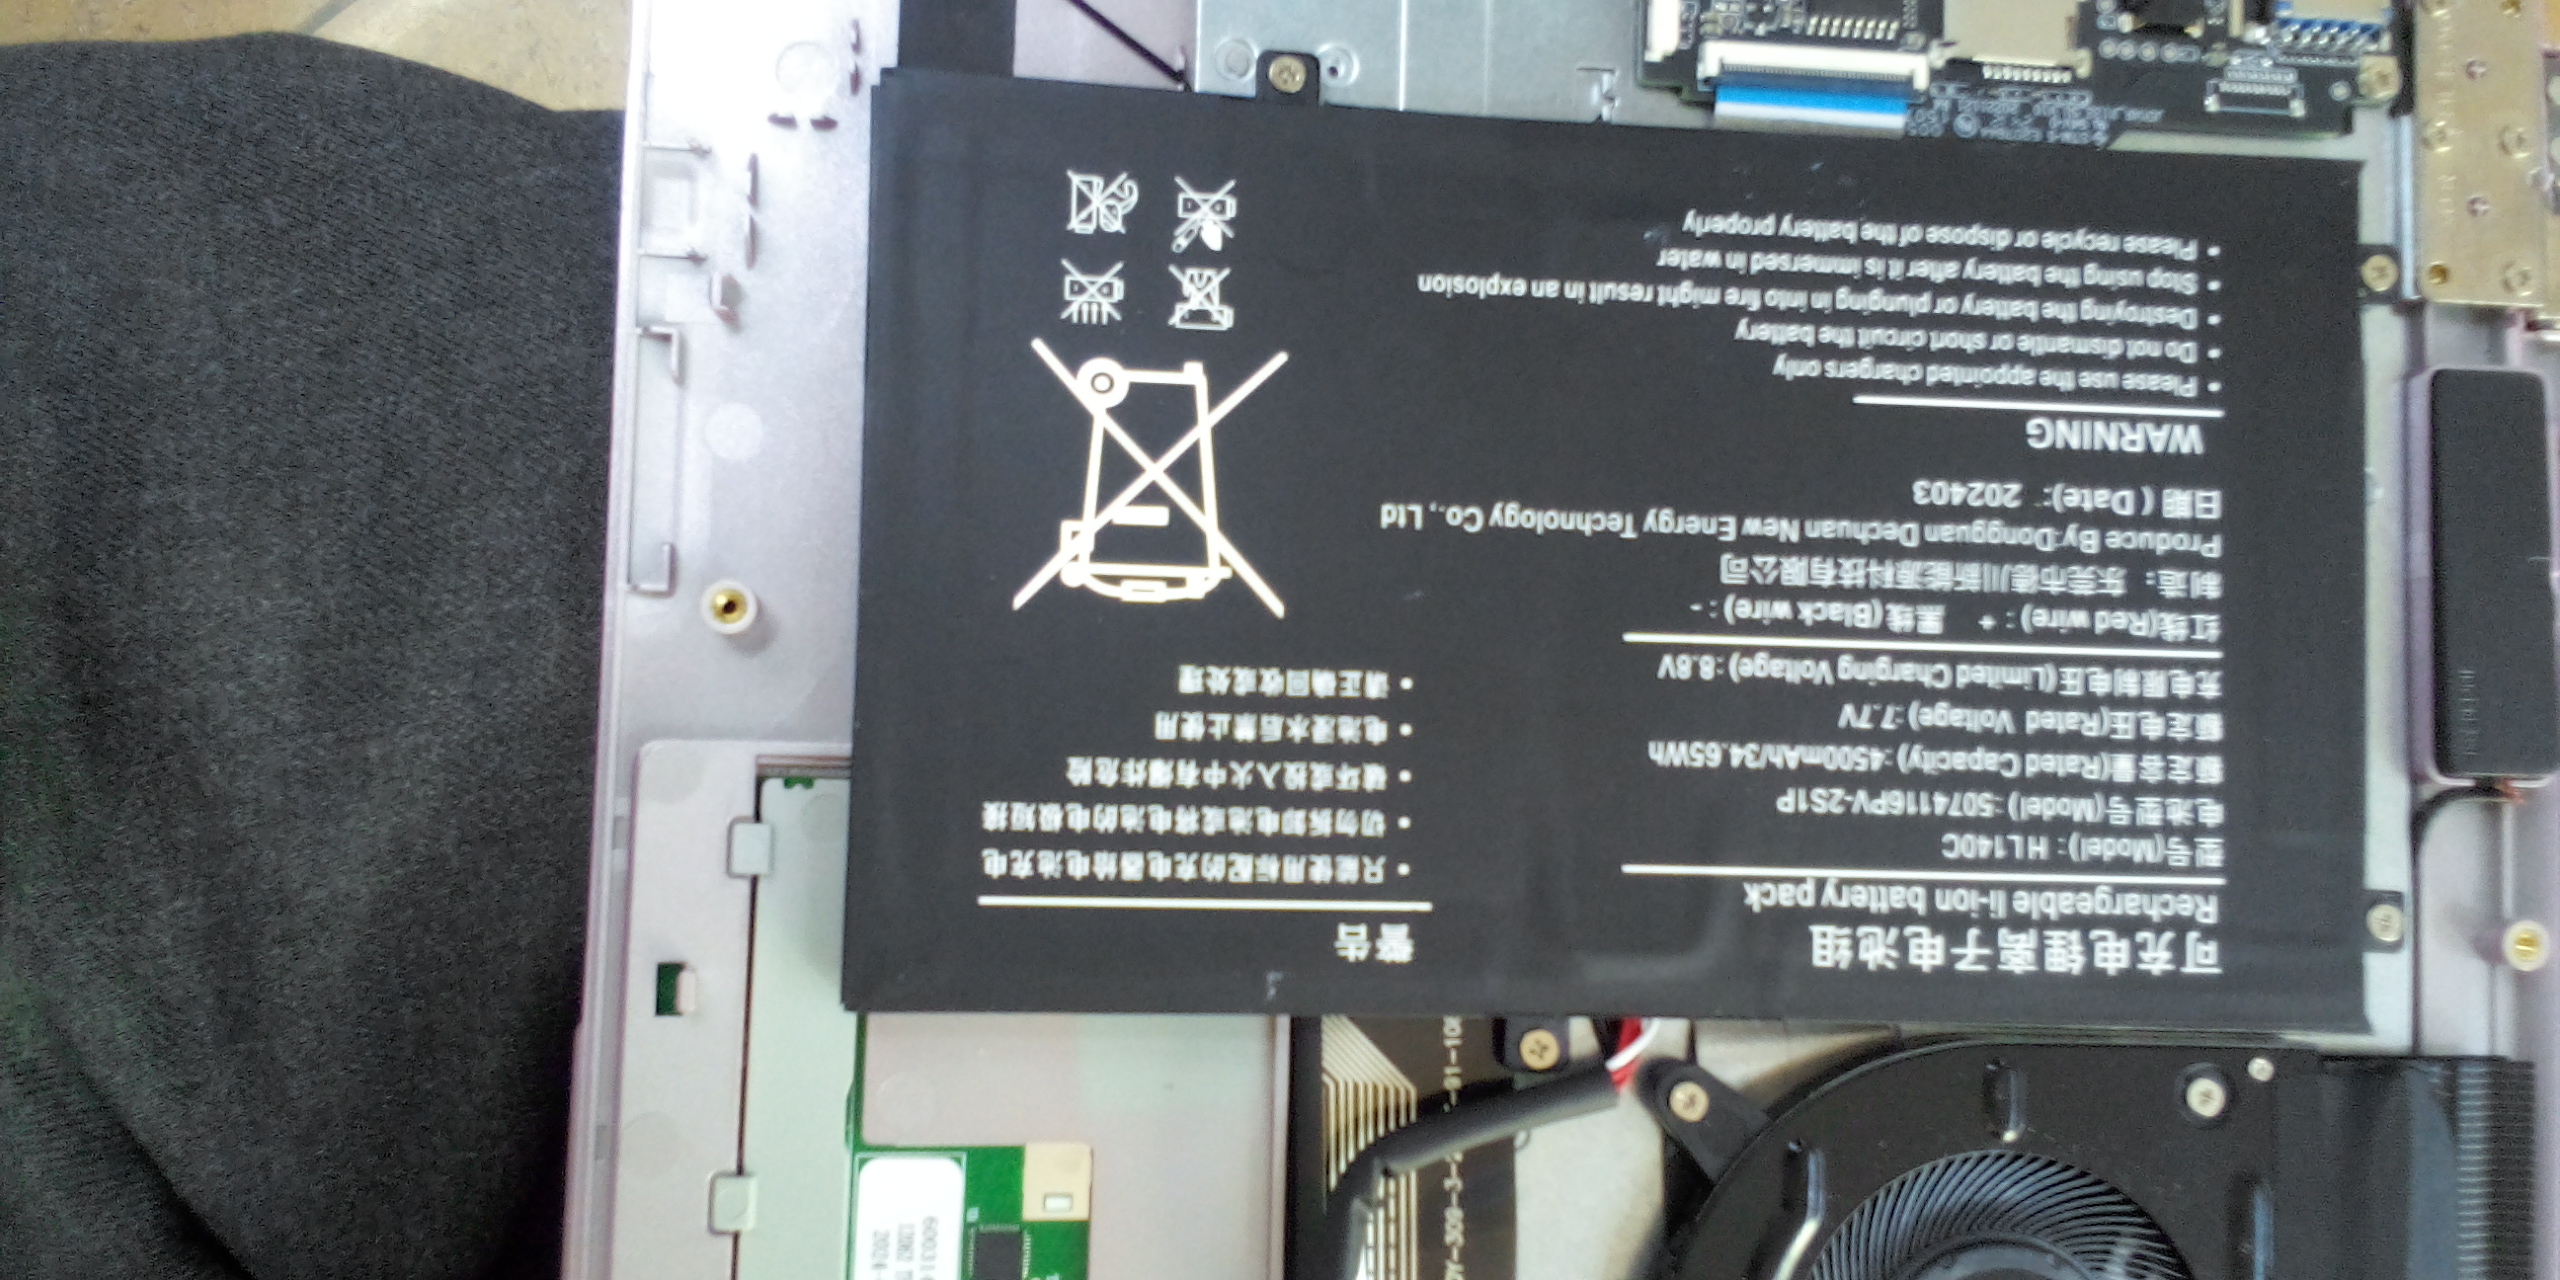 可充电锂离子电池组
Rechargeable li-ion battery pack
型号(Model): HL140C
电池型号(Model):5074116PV-2S1P
额定容量(Rated Capacity):4500mAh/34.65Wh
额定电压(Rated Voltage):7.7V
充电限制电压(Limited Charging Voltage):8.8V
红线(Red wire): + 黑线(Black wire): -
制造: 东莞市德川新能源科技有限公司
Produce By:Dongguan Dechuan New Energy Technology Co., Ltd
日期 (Date): 202403
WARNING
• Please use the appointed chargers only
• Do not dismantle or short circuit the battery
• Destroying the battery or plunging in into fire might result in an explosion
• Stop using the battery after it is immersed in water
• Please recycle or dispose of the battery properly
警告
• 只能使用标配的充电器给电池充电
• 切勿拆卸电池或将电池的电极短接
• 破坏或投入火中有爆炸危险
• 电池浸水后禁止使用
• 请正确回收或处理